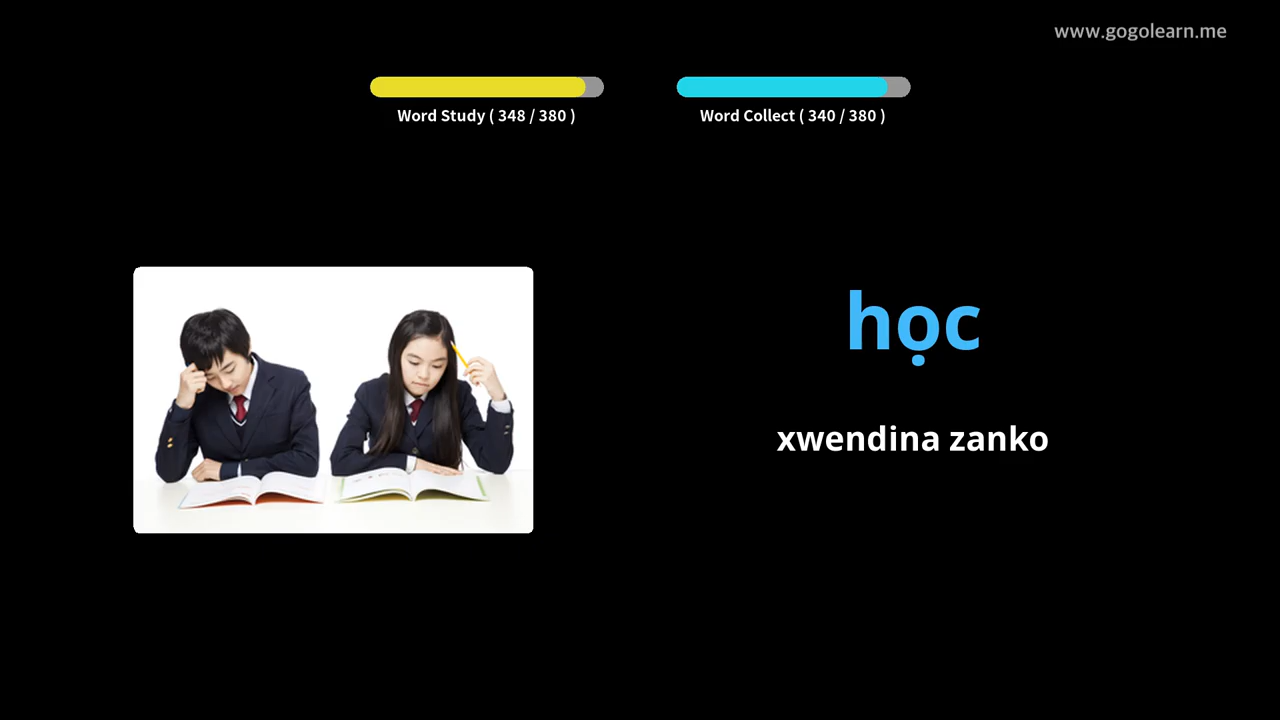 www.gogolearn.me
Word Study ( 348 / 380 )
Word Collect ( 340 / 380 )
học
xwendina zanko